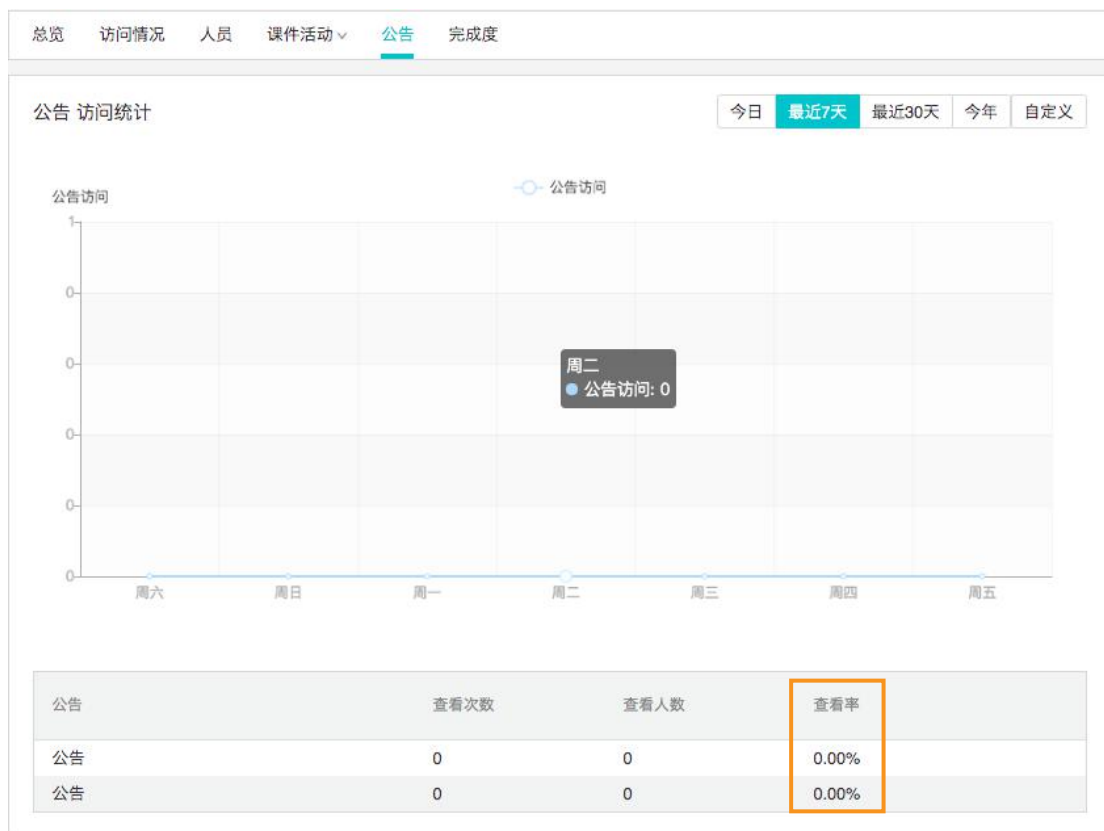 总览 访问情况 人员 课件活动 公告 完成度
公告 访问统计 今日 最近7天 最近30天 今年 自定义
公告访问 公告访问
1
0
0
周二
公告访问: 0
0
0
0
周六 周日 周一 周二 周三 周四 周五
公告 查看次数 查看人数 查看率
公告 0 0 0.00%
公告 0 0 0.00%